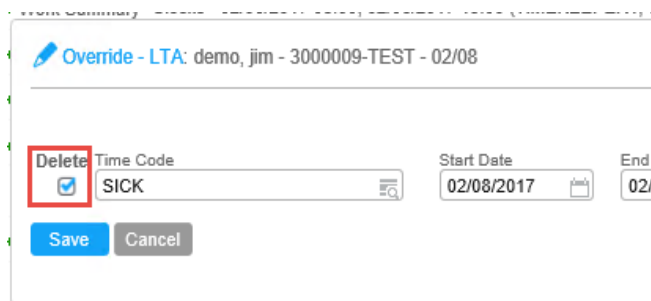 Override - LTA: demo, jim - 3000009-TEST - 02/08
Delete Time Code Start Date End
SICK 02/08/2017 02/
Save Cancel